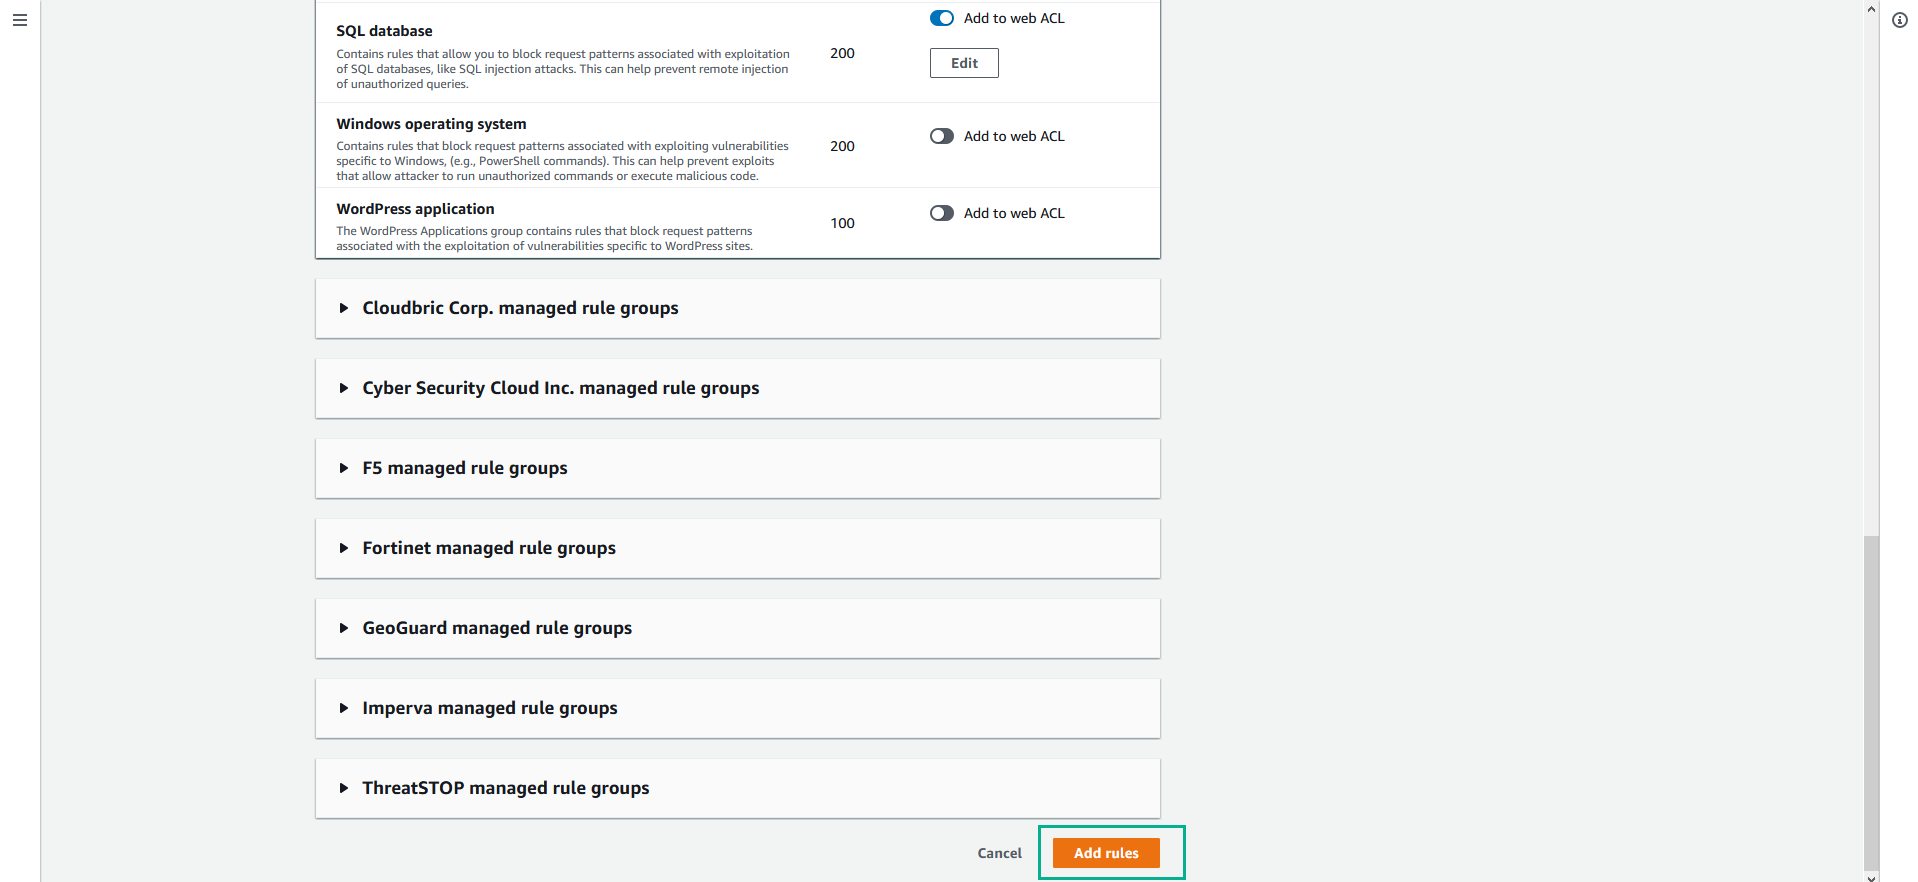 SQL database
Contains rules that allow you to block request patterns associated with exploitation
of SQL databases, like SQL injection attacks. This can help prevent remote injection
of unauthorized queries.
200
Add to web ACL
Edit
Windows operating system
Contains rules that block request patterns associated with exploiting vulnerabilities
specific to Windows, (e.g., PowerShell commands). This can help prevent exploits
that allow attacker to run unauthorized commands or execute malicious code.
200
Add to web ACL
WordPress application
The WordPress Applications group contains rules that block request patterns
associated with the exploitation of vulnerabilities specific to WordPress sites.
100
Add to web ACL
Cloudbric Corp. managed rule groups
Cyber Security Cloud Inc. managed rule groups
F5 managed rule groups
Fortinet managed rule groups
GeoGuard managed rule groups
Imperva managed rule groups
ThreatSTOP managed rule groups
Cancel
Add rules